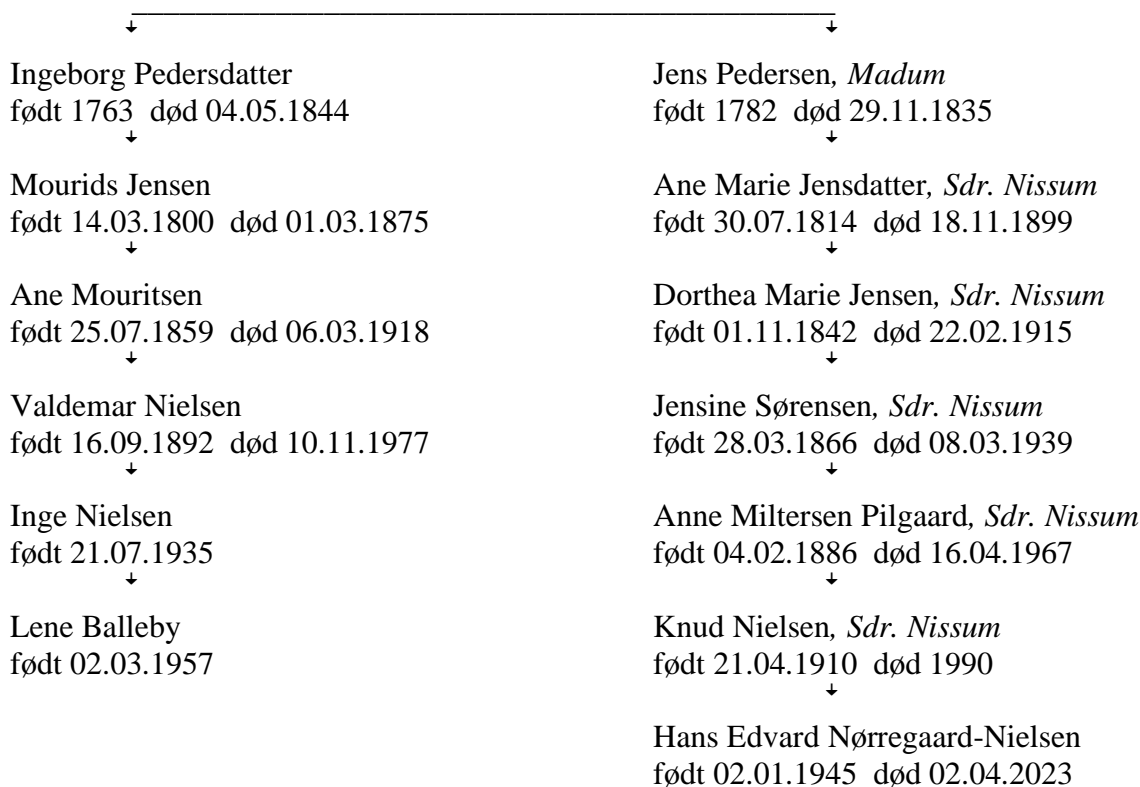 Ingeborg Pedersdatter
født 1763 død 04.05.1844
Mourids Jensen
født 14.03.1800 død 01.03.1875
Ane Mouritsen
født 25.07.1859 død 06.03.1918
Valdemar Nielsen
født 16.09.1892 død 10.11.1977
Inge Nielsen
født 21.07.1935
Lene Balleby
født 02.03.1957
Jens Pedersen, Madum
født 1782 død 29.11.1835
Ane Marie Jensdatter, Sdr. Nissum
født 30.07.1814 død 18.11.1899
Dorthea Marie Jensen, Sdr. Nissum
født 01.11.1842 død 22.02.1915
Jensine Sørensen, Sdr. Nissum
født 28.03.1866 død 08.03.1939
Anne Miltersen Pilgaard, Sdr. Nissum
født 04.02.1886 død 16.04.1967
Knud Nielsen, Sdr. Nissum
født 21.04.1910 død 1990
Hans Edvard Nørregaard-Nielsen
født 02.01.1945 død 02.04.2023